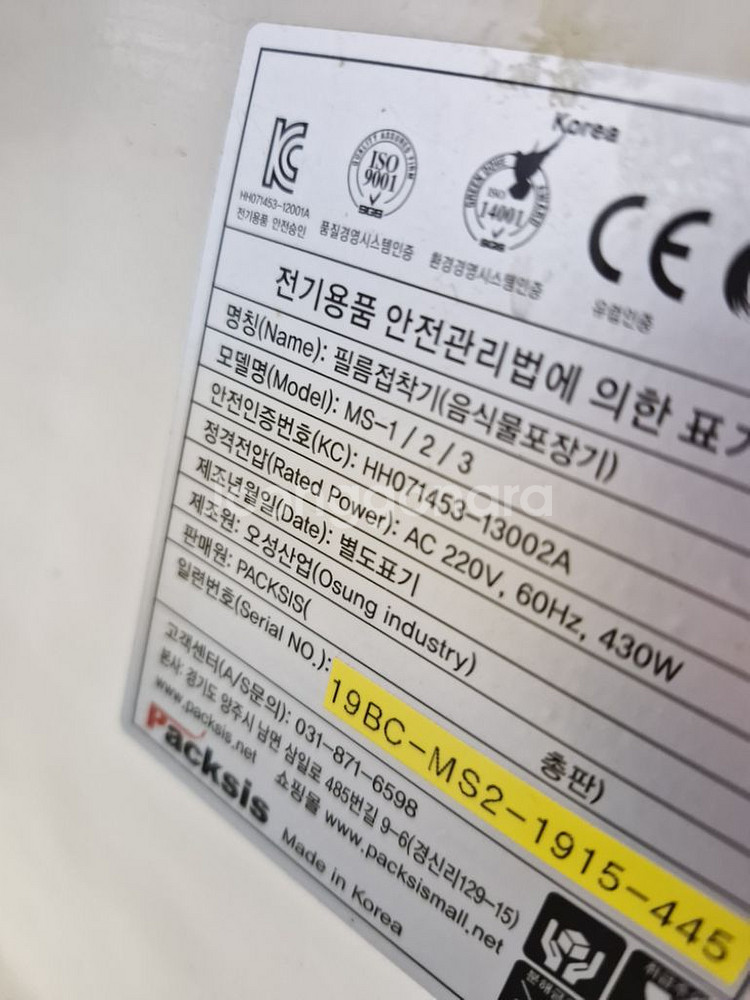 Korea
KC ISO 9001 ISO 14001 CE
QUALITY ASSURED FIRM
SGS SGS
HH071453-12001A
전기용품 안전승인 품질경영시스템인증 환경경영시스템인증 유럽인증
전기용품 안전관리법에 의한 표기
명칭(Name): 필름접착기(음식물포장기)
모델명(Model): MS-1 / 2 / 3
안전인증번호(KC): HH071453-13002A
정격전압(Rated Power): AC 220V, 60Hz, 430W
제조년월일(Date): 별도표기
제조원: 오성산업(Osung industry)
판매원: PACKSIS( 총판)
일련번호(Serial NO.): 19BC-MS2-1915-445
고객센터(A/S문의): 031-871-6598
본사: 경기도 양주시 남면 삼일로 485번길 9-6(경신리129-15)
www.packsis.net 쇼핑몰 www.packsismall.net
Packsis Made in Korea